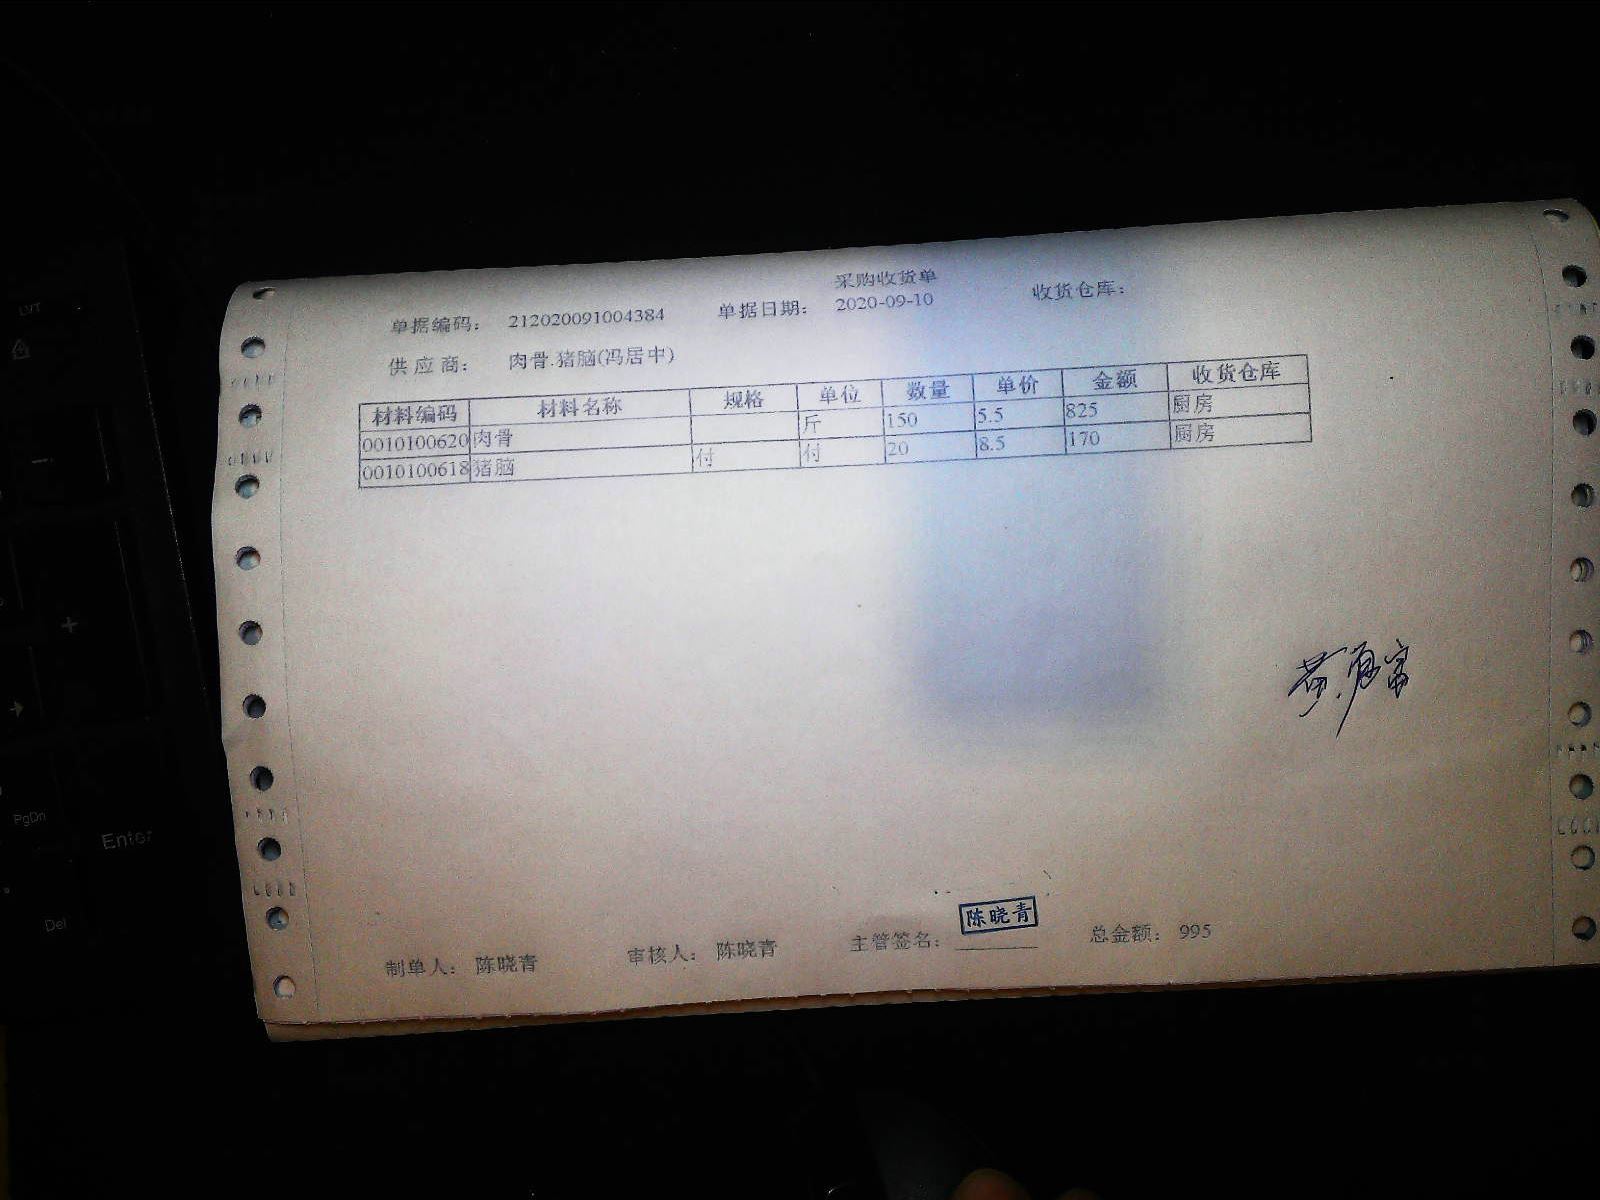 采购收货单
单据编码： 212020091004384 单据日期： 2020-09-10 收货仓库：
供应商： 肉骨.猪脑(冯居中)
材料编码 材料名称 规格 单位 数量 单价 金额 收货仓库
0010100620 肉骨 斤 150 5.5 825 厨房
0010100618 猪脑 付 付 20 8.5 170 厨房
陈晓青
制单人： 陈晓青 审核人： 陈晓青 主管签名： 总金额： 995
+
PgDn
Enter
Del